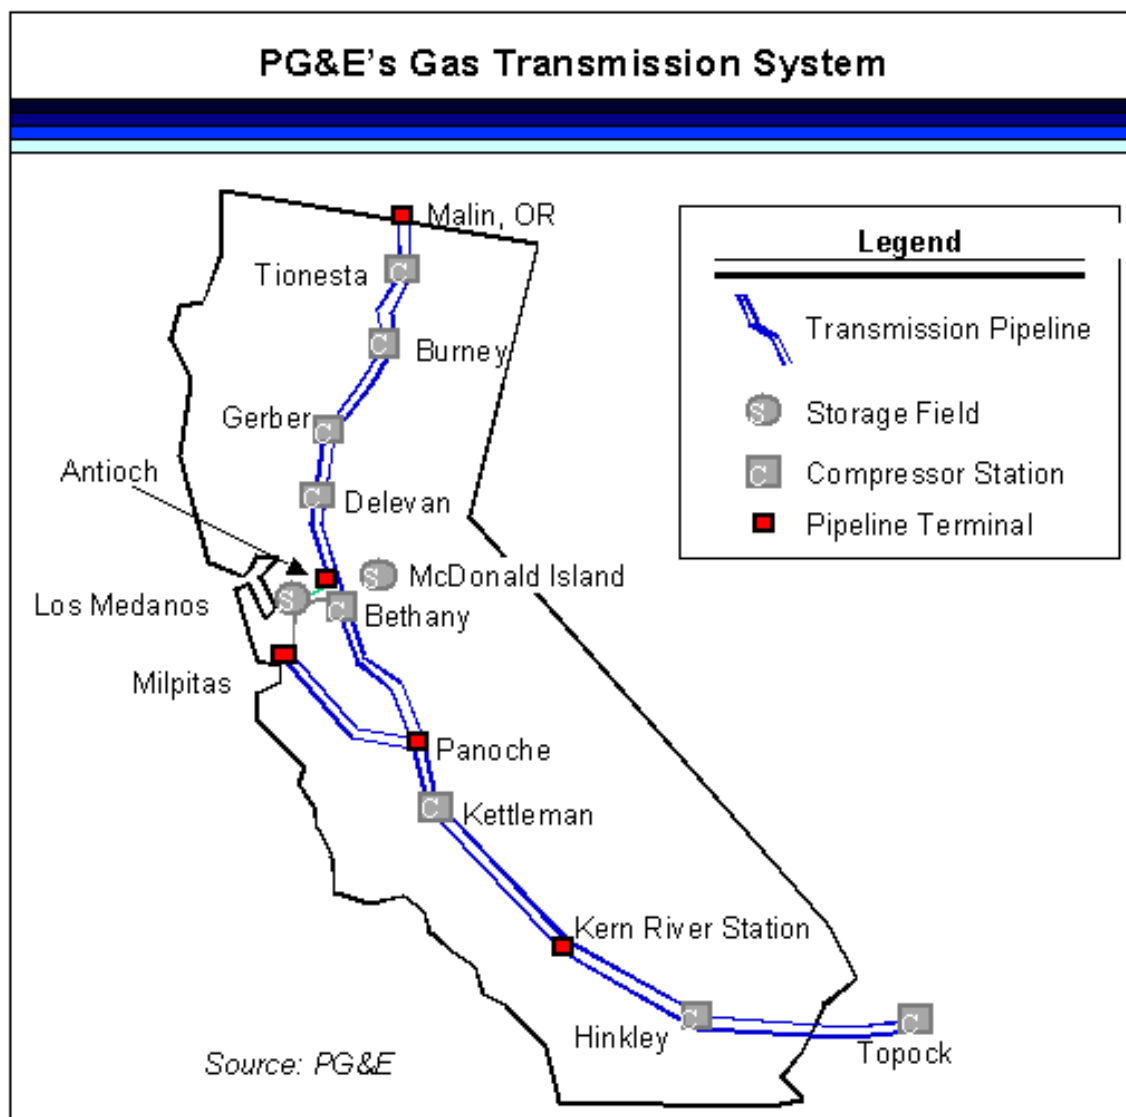 PG&E's Gas Transmission System
Malin, OR
Legend
Tionesta
C
Transmission Pipeline
C
Burney
Gerber
C
S
Storage Field
Antioch
C
Compressor Station
C
Delevan
Pipeline Terminal
S
McDonald Island
Los Medanos
S
C
Bethany
Milpitas
Panoche
C
Kettleman
Kern River Station
C
C
Hinkley
Topock
Source: PG&E